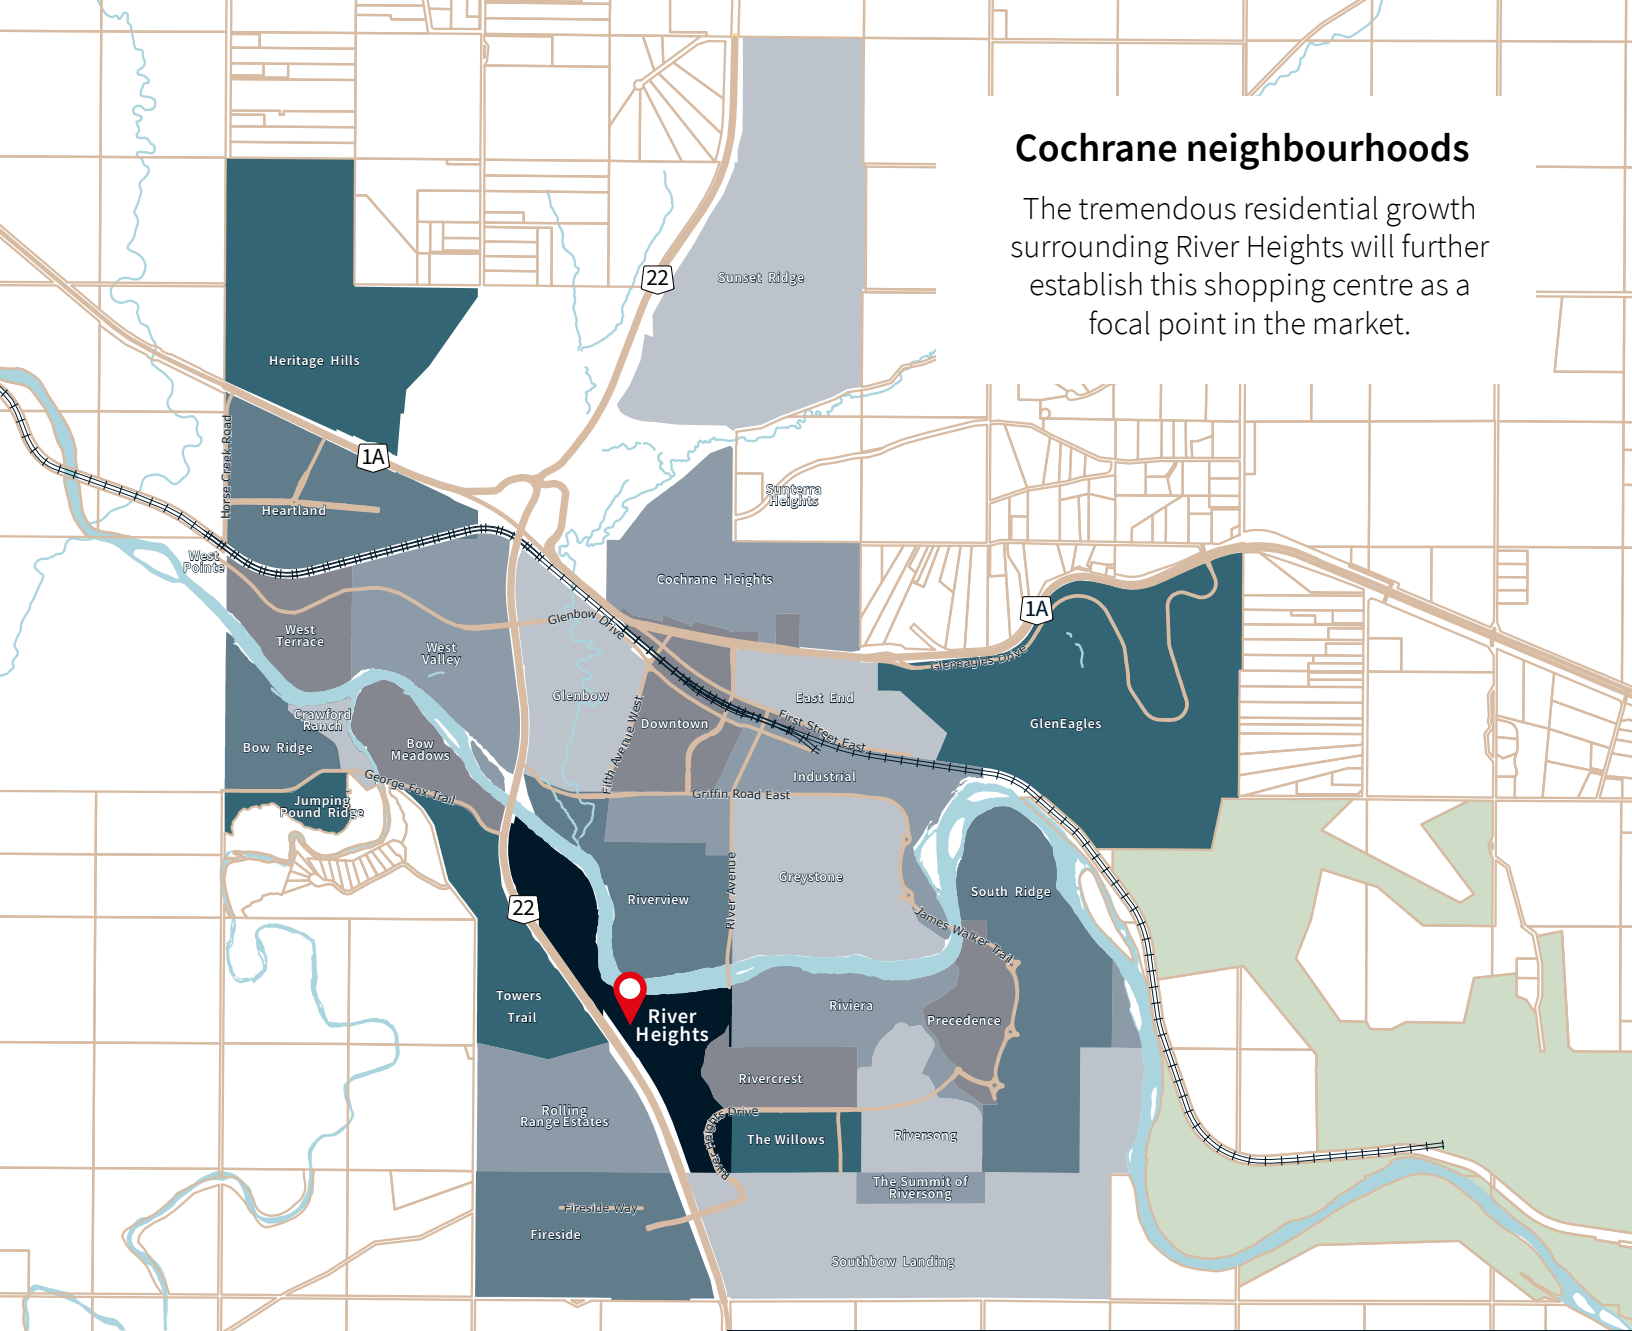 Cochrane neighbourhoods
The tremendous residential growth
surrounding River Heights will further
establish this shopping centre as a
focal point in the market.
22
Sunset Ridge
Heritage Hills
Horse Creek Road
1A
Heartland
Sunterra
Heights
West
Pointe
Cochrane Heights
1A
Glenbow Drive
West
Terrace
West
Valley
Gleneagles Drive
Glenbow
Fifth Avenue West
Downtown
East End
First Street East
GlenEagles
Crawford
Ranch
Bow Ridge
Bow
Meadows
George Fox Trail
Industrial
Griffin Road East
Jumping
Pound Ridge
River Avenue
Greystone
South Ridge
Riverview
22
James Walker Trail
Towers
Trail
River
Heights
Riviera
Precedence
Rivercrest
Rolling
Range Estates
River Heights Drive
The Willows
Riversong
The Summit of
Riversong
Fireside Way
Fireside
Southbow Landing